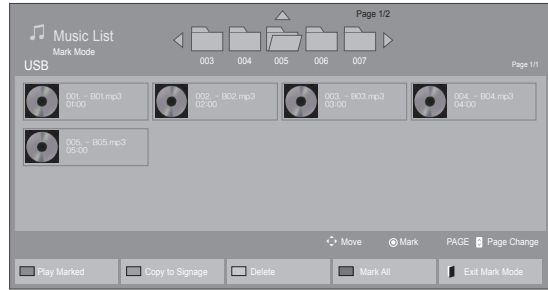 Page 1/2
Music List
Mark Mode
USB
003 004 005 006 007
Page 1/1
001. - B01.mp3
01:00
002. - B02.mp3
02:00
003. - B03.mp3
03:00
004. - B04.mp3
04:00
005. - B05.mp3
05:00
Move Mark PAGE Page Change
Play Marked Copy to Signage Delete Mark All Exit Mark Mode